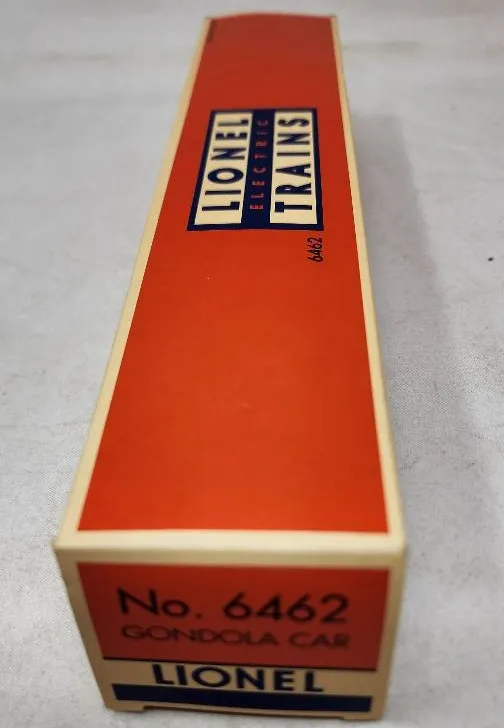 LIONEL
ELECTRIC
TRAINS
6462
No. 6462
GONDOLA CAR
LIONEL